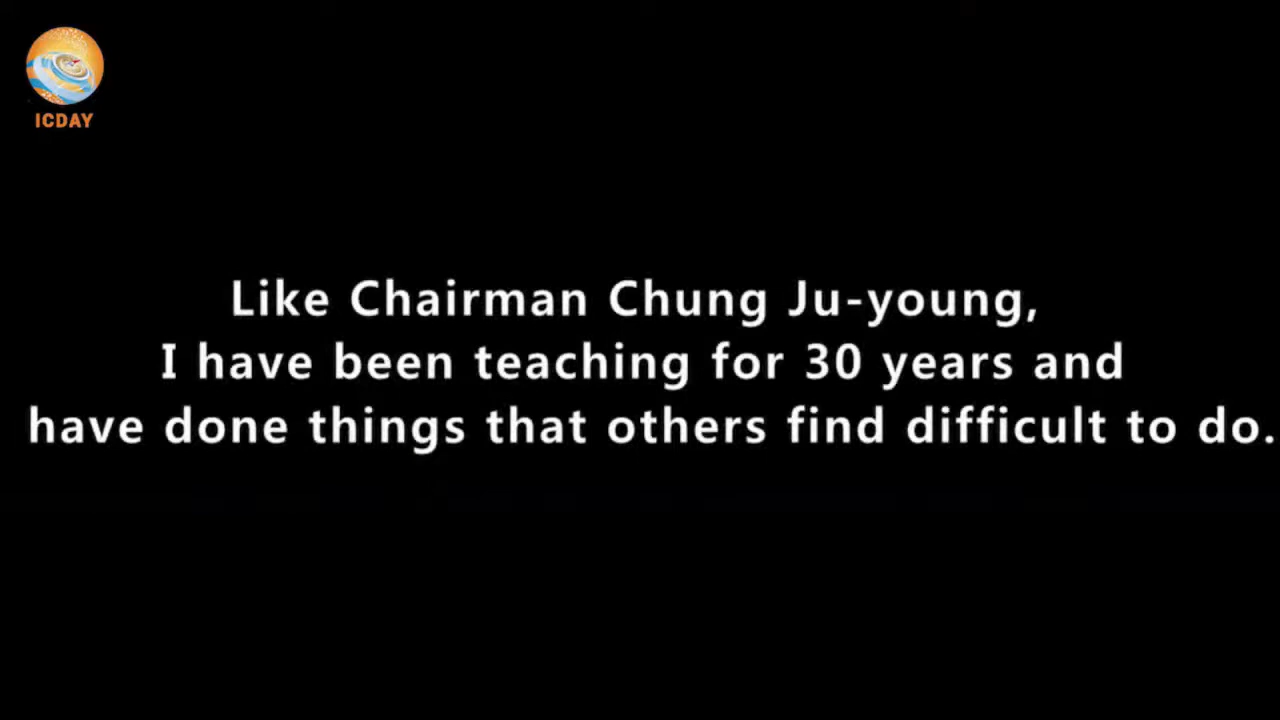 ICDAY
Like Chairman Chung Ju-young,
I have been teaching for 30 years and
have done things that others find difficult to do.